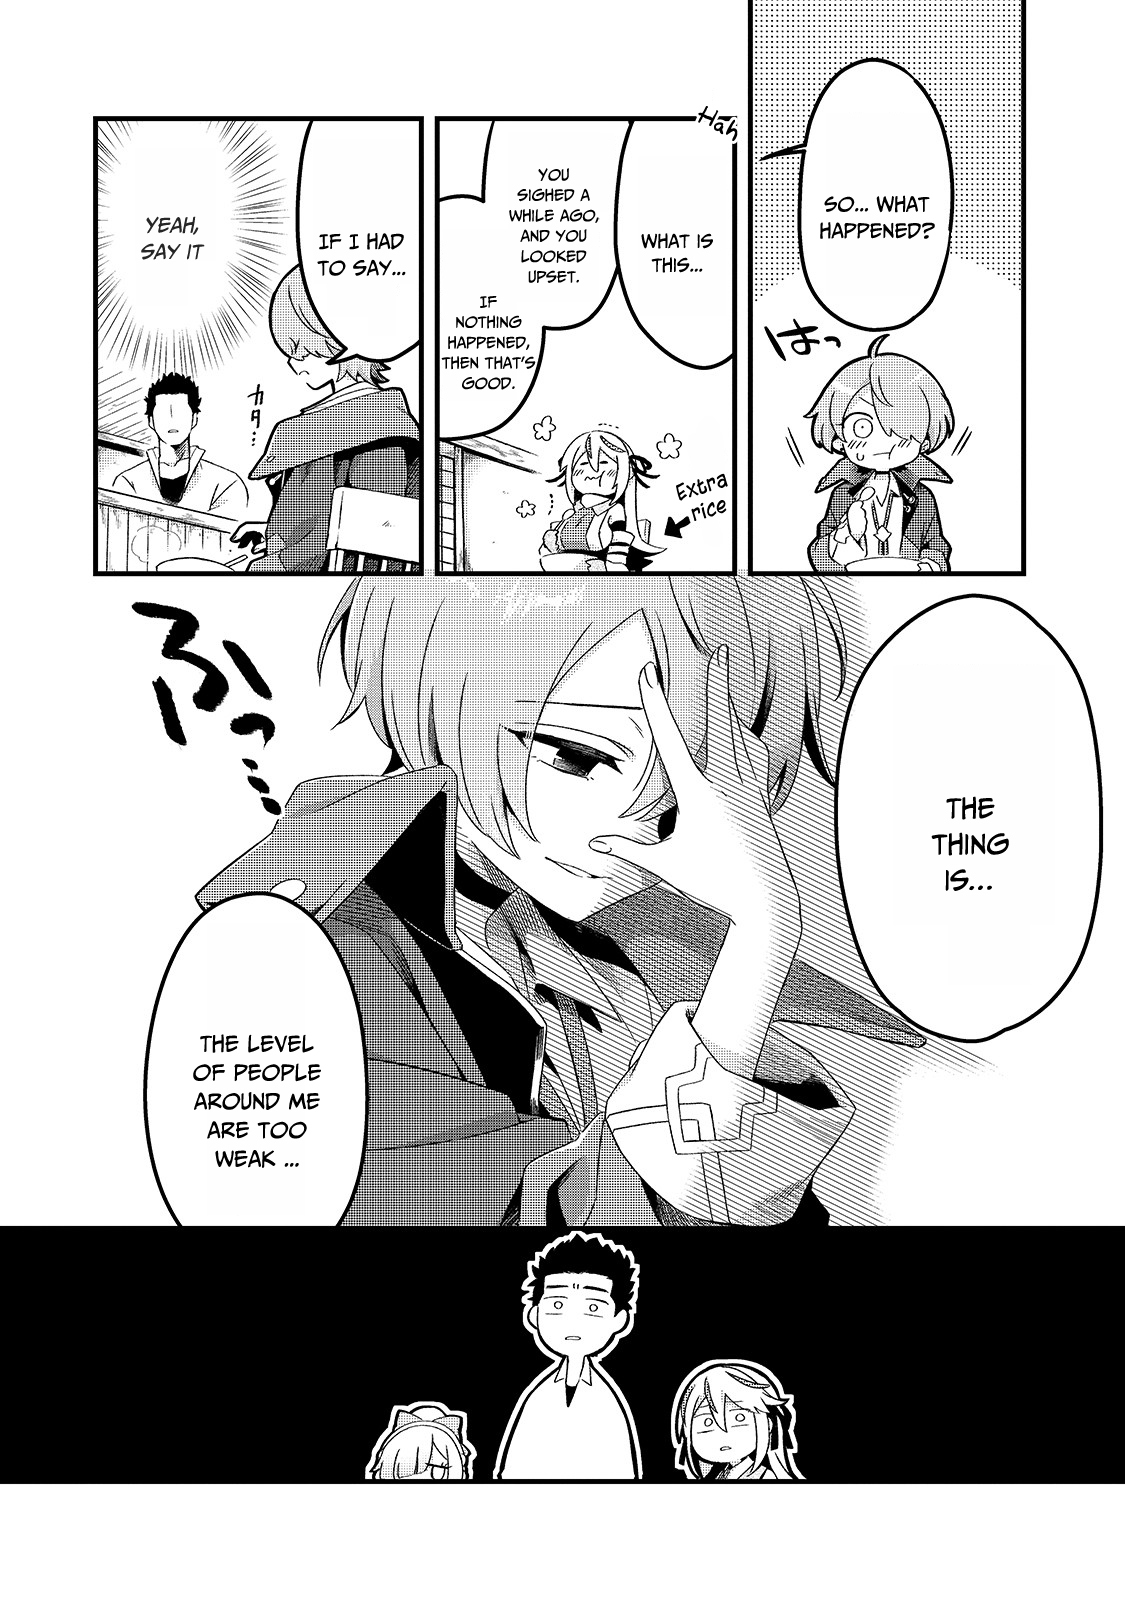 SO... WHAT
HAPPENED?
はっ
Hah
WHAT IS
THIS...
YOU
SIGHED A
WHILE AGO,
AND YOU
LOOKED
UPSET.
IF
NOTHING
HAPPENED,
THEN THAT'S
GOOD.
Extra
rice
IF I HAD
TO SAY...
カタ...
YEAH,
SAY IT
THE
THING
IS...
ふっ...
THE LEVEL
OF PEOPLE
AROUND ME
ARE TOO
WEAK ...